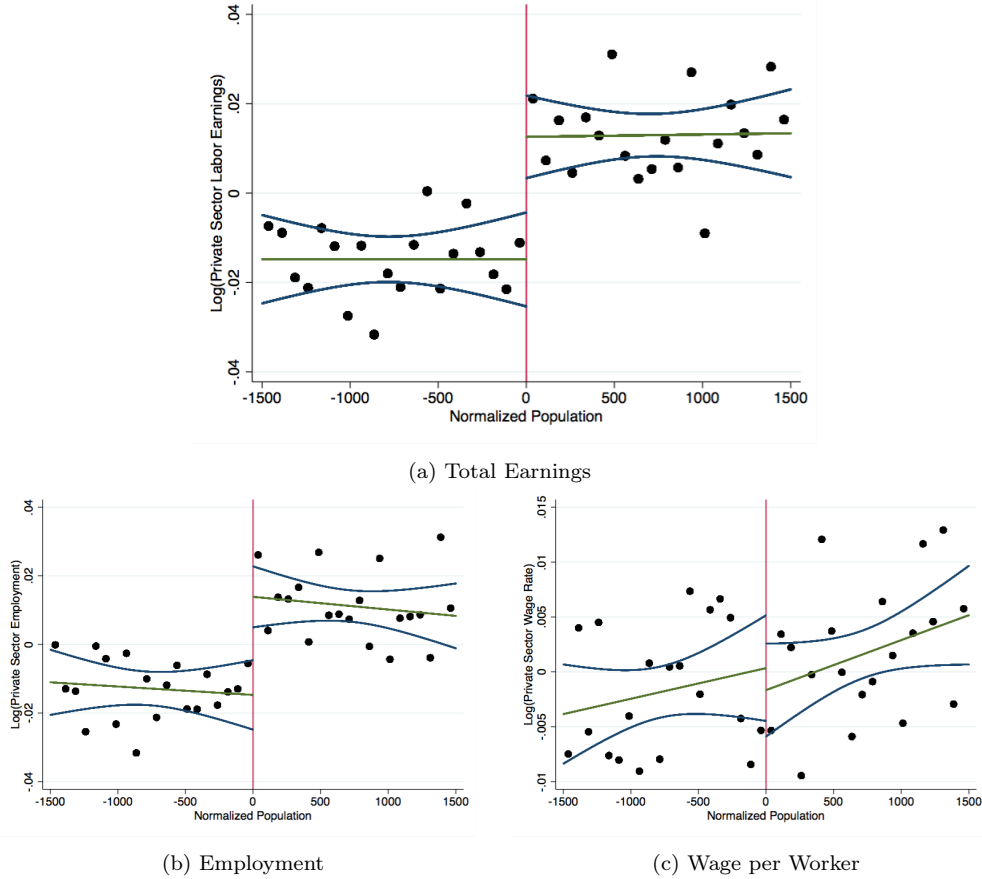 .04
.02
0
-.02
-.04
Log(Private Sector Labor Earnings)
-1500 -1000 -500 0 500 1000 1500
Normalized Population
(a) Total Earnings
.04
.02
0
-.02
-.04
Log(Private Sector Employment)
-1500 -1000 -500 0 500 1000 1500
Normalized Population
(b) Employment
.015
.01
.005
0
-.005
-.01
Log(Private Sector Wage Rate)
-1500 -1000 -500 0 500 1000 1500
Normalized Population
(c) Wage per Worker